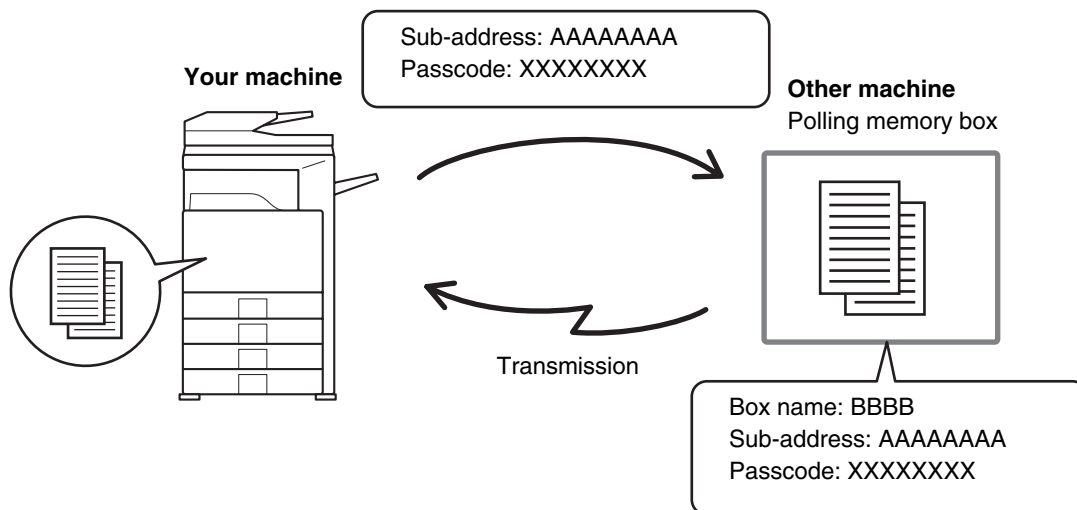 Sub-address: AAAAAAAA
Passcode: XXXXXXXX
Your machine
Other machine
Polling memory box
Transmission
Box name: BBBB
Sub-address: AAAAAAAA
Passcode: XXXXXXXX